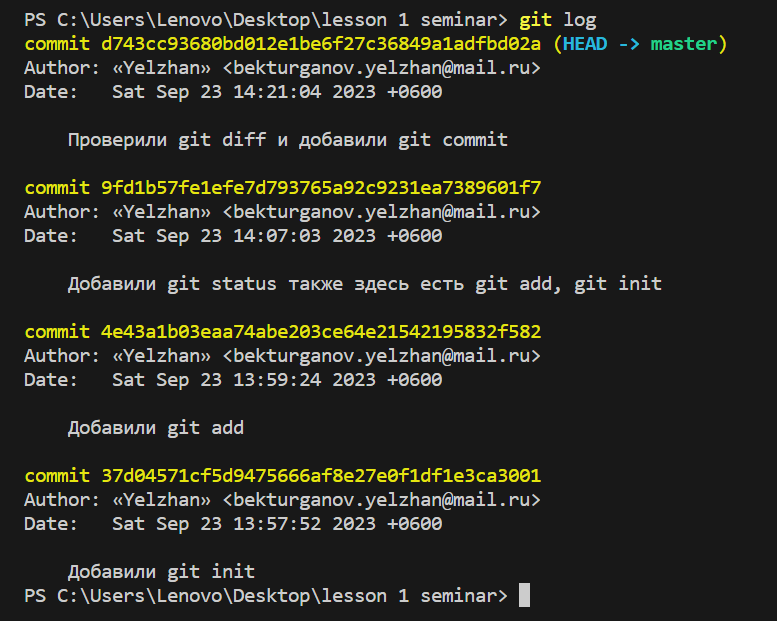 PS C:\Users\Lenovo\Desktop\lesson 1 seminar> git log
commit d743cc93680bd012e1be6f27c36849a1adfbd02a (HEAD -> master)
Author: «Yelzhan» <bekturganov.yelzhan@mail.ru>
Date:   Sat Sep 23 14:21:04 2023 +0600
    Проверили git diff и добавили git commit
commit 9fd1b57fe1efe7d793765a92c9231ea7389601f7
Author: «Yelzhan» <bekturganov.yelzhan@mail.ru>
Date:   Sat Sep 23 14:07:03 2023 +0600
    Добавили git status также здесь есть git add, git init
commit 4e43a1b03eaa74abe203ce64e21542195832f582
Author: «Yelzhan» <bekturganov.yelzhan@mail.ru>
Date:   Sat Sep 23 13:59:24 2023 +0600
    Добавили git add
commit 37d04571cf5d9475666af8e27e0f1df1e3ca3001
Author: «Yelzhan» <bekturganov.yelzhan@mail.ru>
Date:   Sat Sep 23 13:57:52 2023 +0600
    Добавили git init
PS C:\Users\Lenovo\Desktop\lesson 1 seminar>